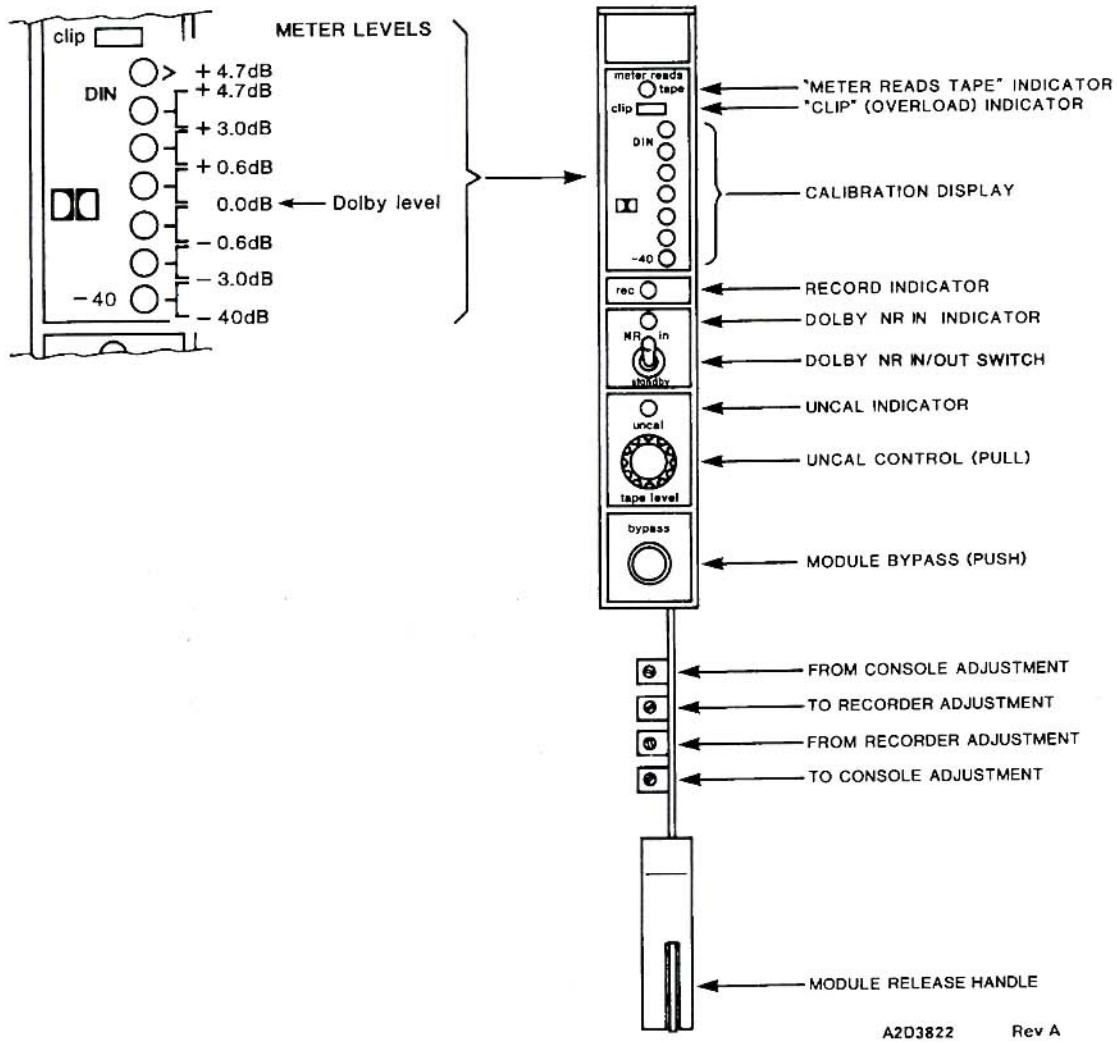 METER LEVELS
clip
> + 4.7dB
DIN
+ 4.7dB
+ 3.0dB
+ 0.6dB
0.0dB
Dolby level
- 0.6dB
- 3.0dB
-40
- 40dB
meter reads
tape
clip
DIN
-40
rec
NR in
standby
uncal
tape level
bypass
"METER READS TAPE" INDICATOR
"CLIP" (OVERLOAD) INDICATOR
CALIBRATION DISPLAY
RECORD INDICATOR
DOLBY NR IN INDICATOR
DOLBY NR IN/OUT SWITCH
UNCAL INDICATOR
UNCAL CONTROL (PULL)
MODULE BYPASS (PUSH)
FROM CONSOLE ADJUSTMENT
TO RECORDER ADJUSTMENT
FROM RECORDER ADJUSTMENT
TO CONSOLE ADJUSTMENT
MODULE RELEASE HANDLE
A2D3822 Rev A